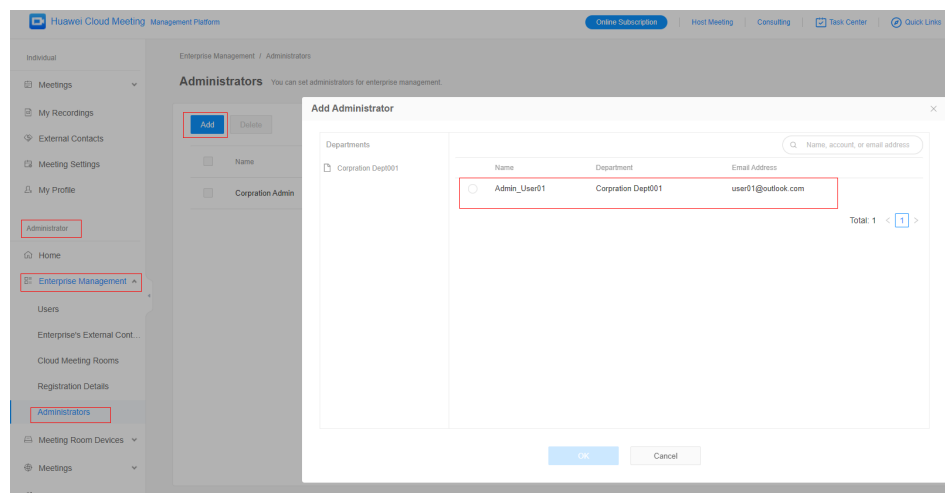 Huawei Cloud Meeting Management Platform
Online Subscription
Host Meeting
Consulting
Task Center
Quick Links
Individual
Meetings
My Recordings
External Contacts
Meeting Settings
My Profile
Administrator
Home
Enterprise Management
Users
Enterprise's External Cont...
Cloud Meeting Rooms
Registration Details
Administrators
Meeting Room Devices
Meetings
Enterprise Management / Administrators
Administrators You can set administrators for enterprise management.
Add Delete
Name
Corpration Admin
Add Administrator
Departments
Corpration Dept001
Name, account, or email address
Name Department Email Address
Admin_User01 Corpration Dept001 user01@outlook.com
Total: 1 < 1 >
OK Cancel